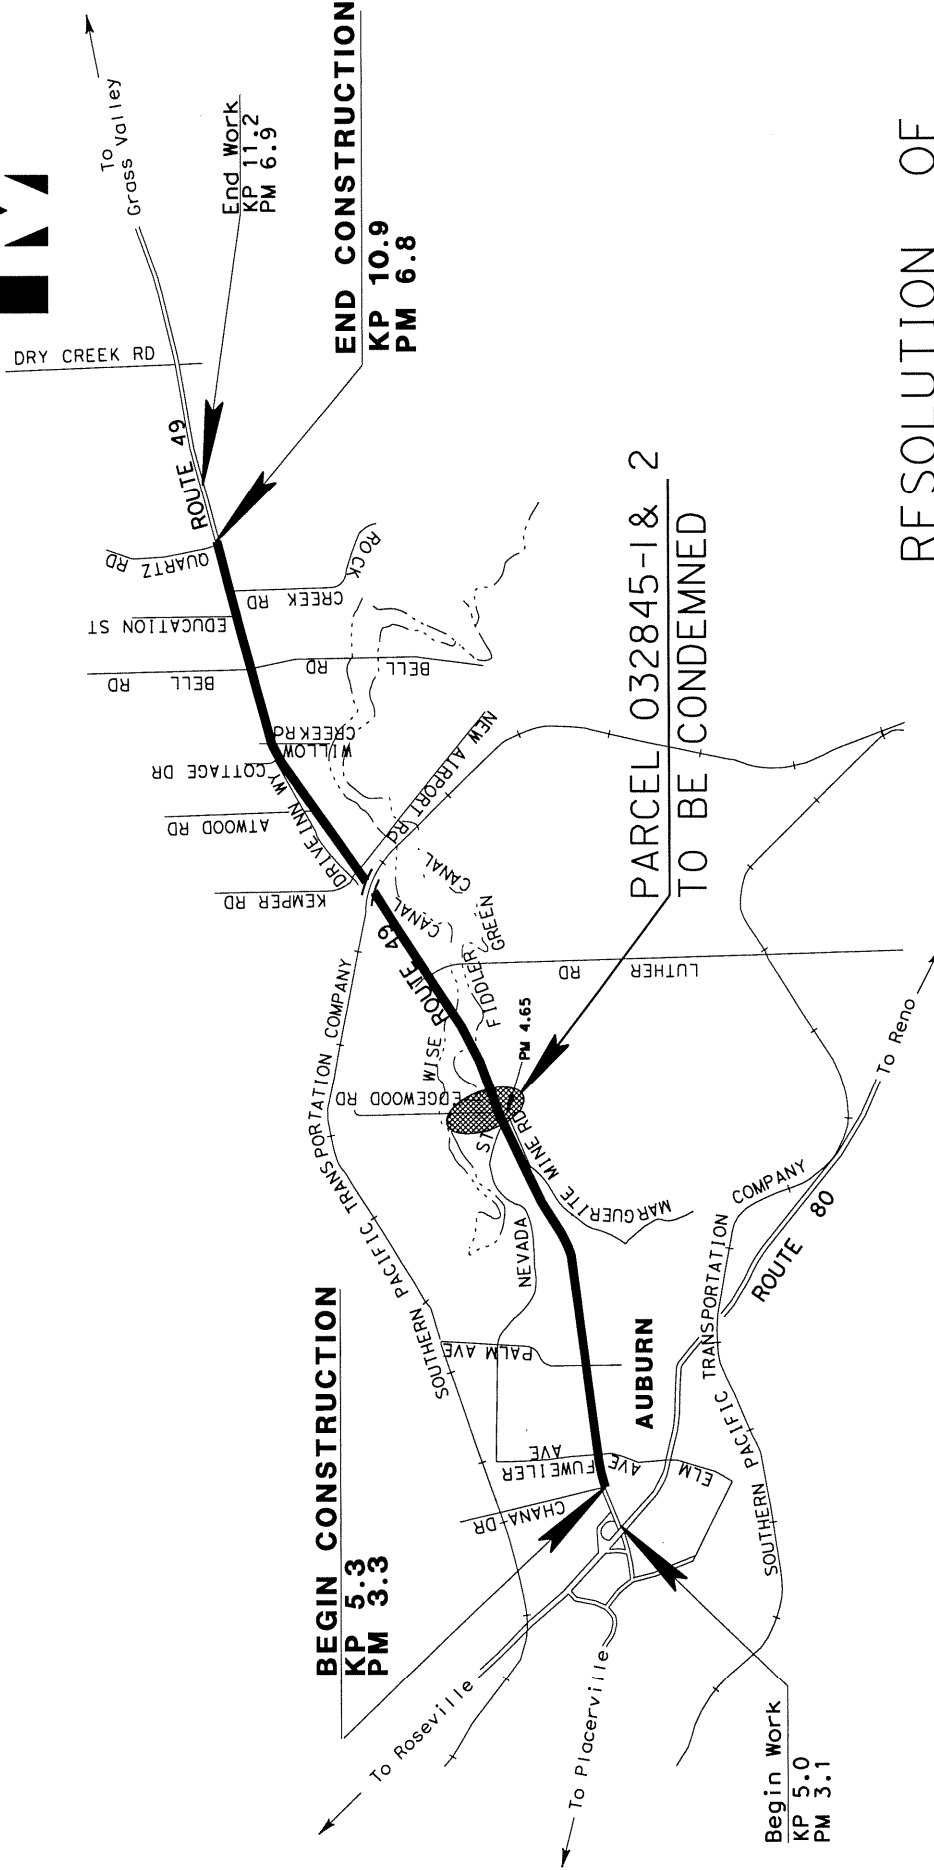 To
Grass Valley
End Work
KP 11.2
PM 6.9
END CONSTRUCTION
KP 10.9
PM 6.8
DRY CREEK RD
ROUTE 49
QUARTZ RD
ROCK
CREEK RD
EDUCATION ST
BELL RD
BELL RD
WILLOW
CREEK RD
COTTAGE DR
ATWOOD RD
DRIVEINN WY
KEMPER RD
NEW AIRPORT RD
CANAL
CANAL
ROUTE 49
FIDDLER
GREEN
WISE
LUTHER RD
PARCEL 032845-1 & 2
TO BE CONDEMNED
PM 4.65
EDGEWOOD RD
NEVADA ST
MARGUERITE MINE RD
SOUTHERN PACIFIC TRANSPORTATION COMPANY
To Reno
ROUTE 80
SOUTHERN PACIFIC TRANSPORTATION COMPANY
PALM AVE
AUBURN
FUWEILER
AVE
ELM AVE
CHANA DR
BEGIN CONSTRUCTION
KP 5.3
PM 3.3
To Roseville
To Placerville
Begin Work
KP 5.0
PM 3.1
RESOLUTION OF